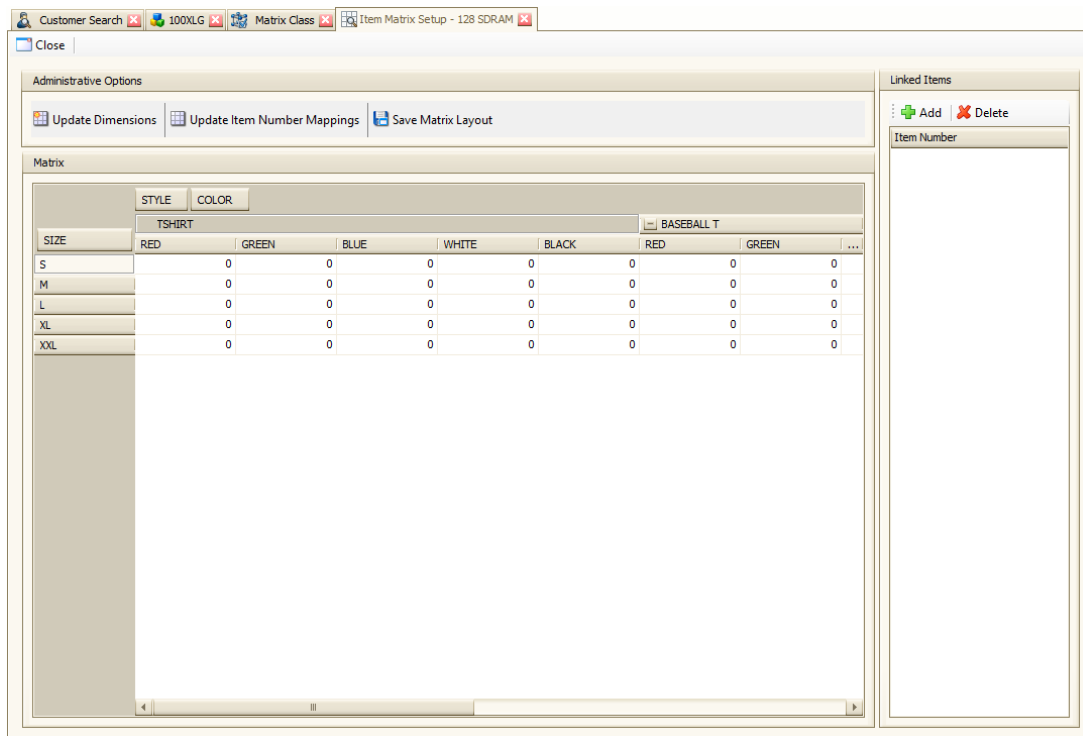 Customer Search 100XLG Matrix Class Item Matrix Setup - 128 SDRAM
Close
Administrative Options
Update Dimensions Update Item Number Mappings Save Matrix Layout
Linked Items
Add Delete
Item Number
Matrix
STYLE COLOR
TSHIRT BASEBALL T
SIZE RED GREEN BLUE WHITE BLACK RED GREEN ...
S 0 0 0 0 0 0 0
M 0 0 0 0 0 0 0
L 0 0 0 0 0 0 0
XL 0 0 0 0 0 0 0
XXL 0 0 0 0 0 0 0